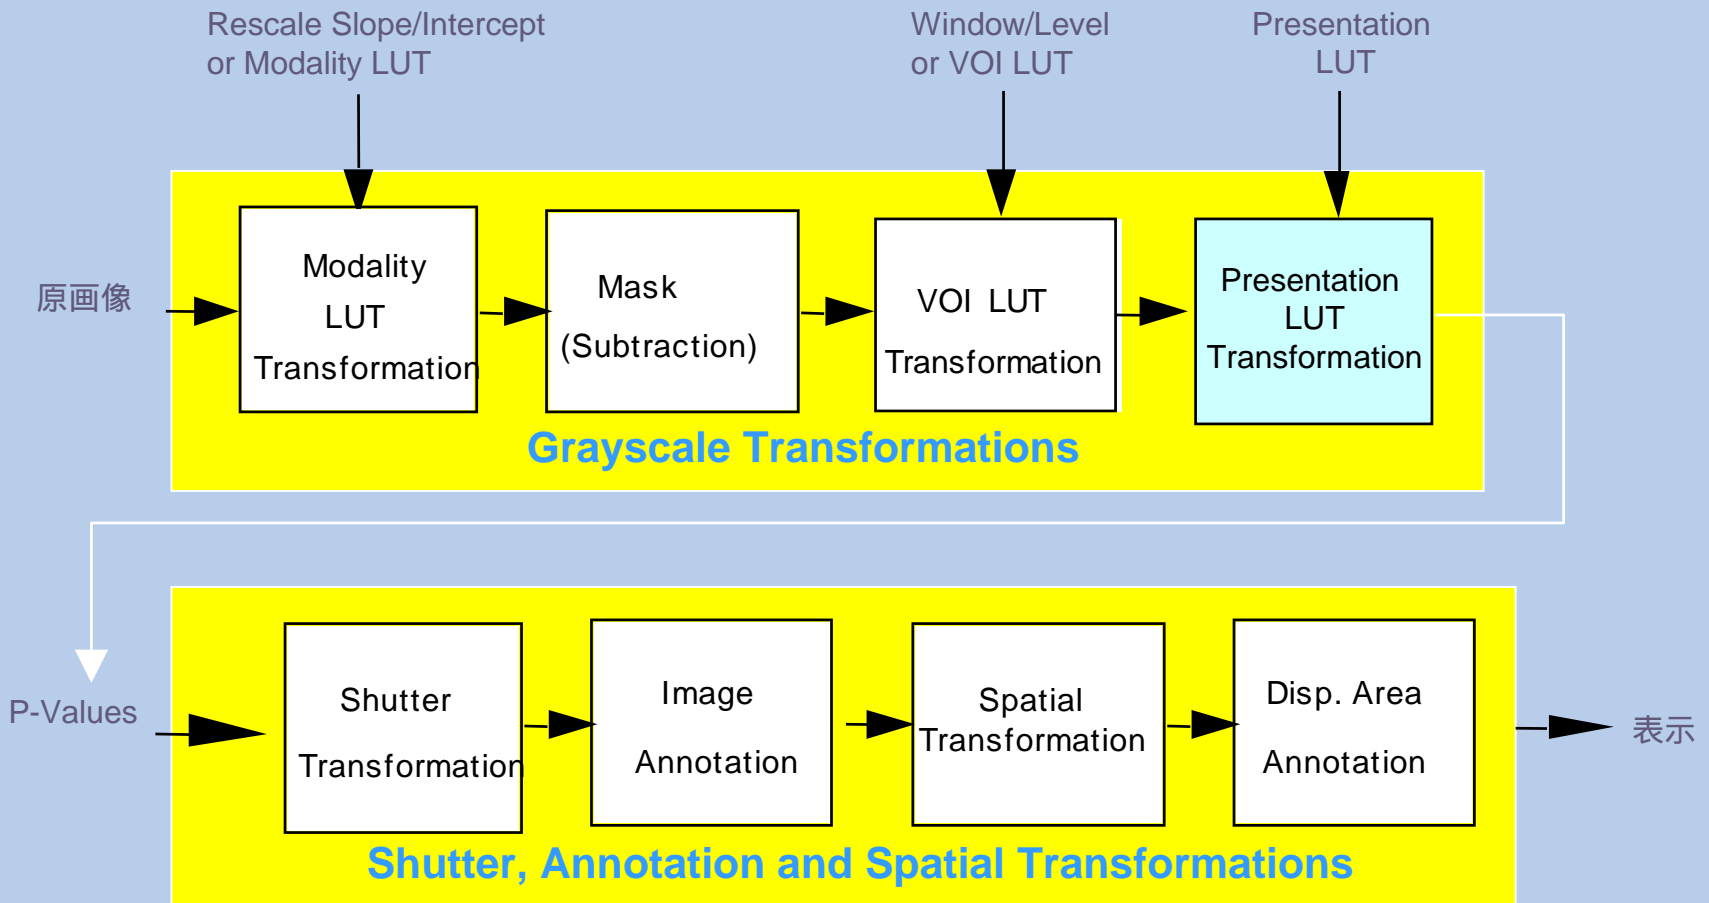 Rescale Slope/Intercept
or Modality LUT
Window/Level
or VOI LUT
Presentation
LUT
原画像
Modality
LUT
Transformation
Mask
(Subtraction)
VOI LUT
Transformation
Presentation
LUT
Transformation
Grayscale Transformations
P-Values
Shutter
Transformation
Image
Annotation
Spatial
Transformation
Disp. Area
Annotation
表示
Shutter, Annotation and Spatial Transformations